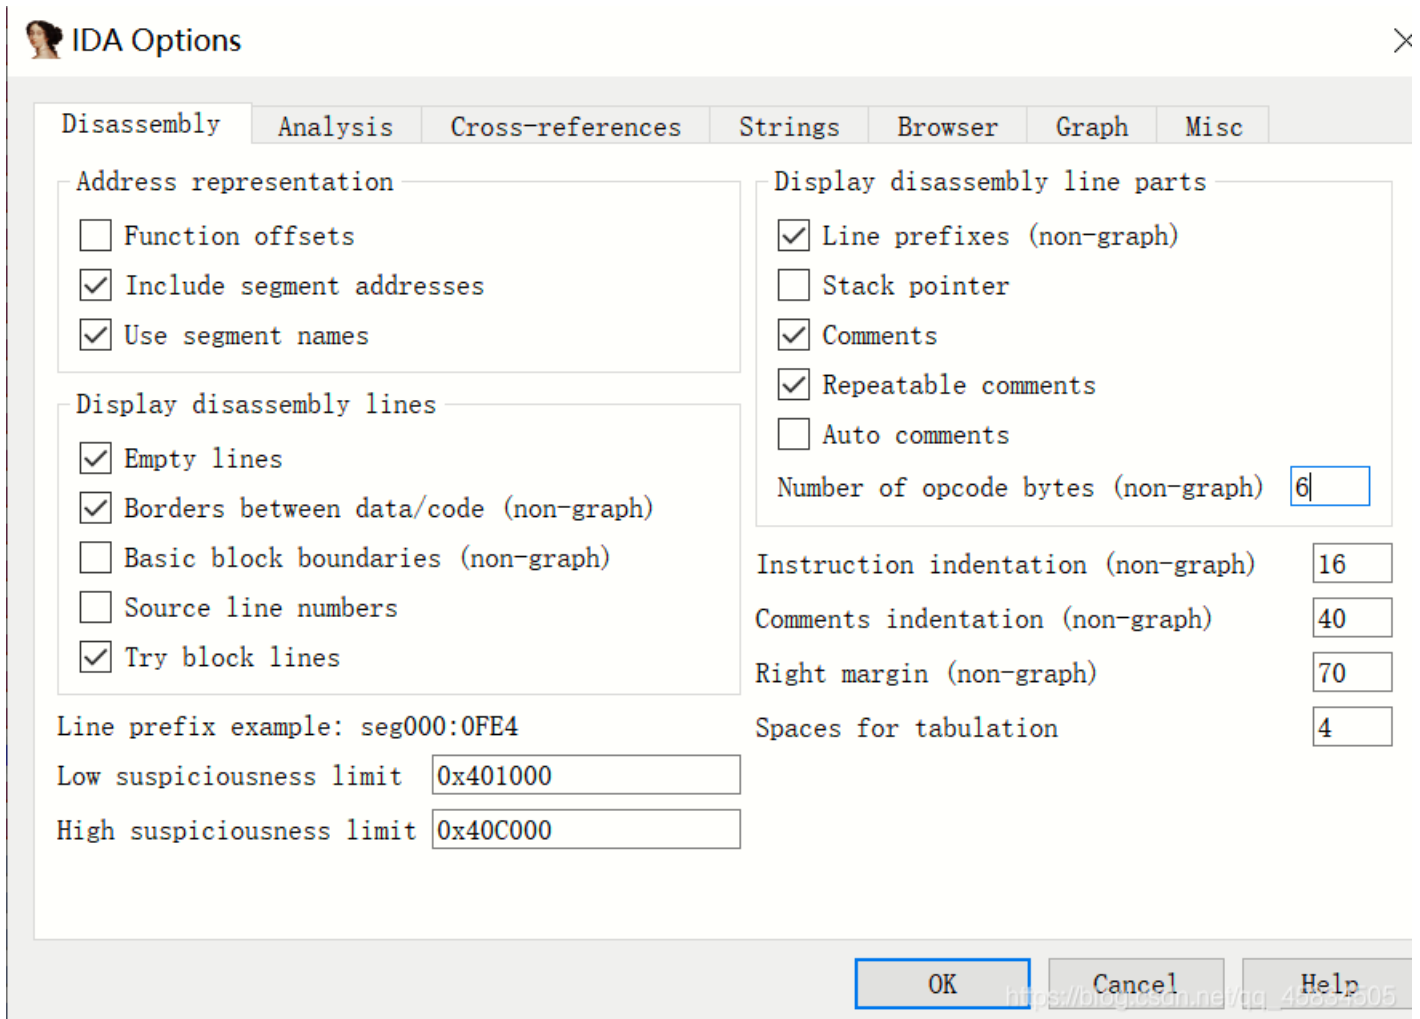 IDA Options
Disassembly Analysis Cross-references Strings Browser Graph Misc
Address representation
Function offsets
Include segment addresses
Use segment names
Display disassembly lines
Empty lines
Borders between data/code (non-graph)
Basic block boundaries (non-graph)
Source line numbers
Try block lines
Line prefix example: seg000:0FE4
Low suspiciousness limit 0x401000
High suspiciousness limit 0x40C000
Display disassembly line parts
Line prefixes (non-graph)
Stack pointer
Comments
Repeatable comments
Auto comments
Number of opcode bytes (non-graph) 6
Instruction indentation (non-graph) 16
Comments indentation (non-graph) 40
Right margin (non-graph) 70
Spaces for tabulation 4
OK Cancel Help
https://blog.csdn.net/qq_45834505